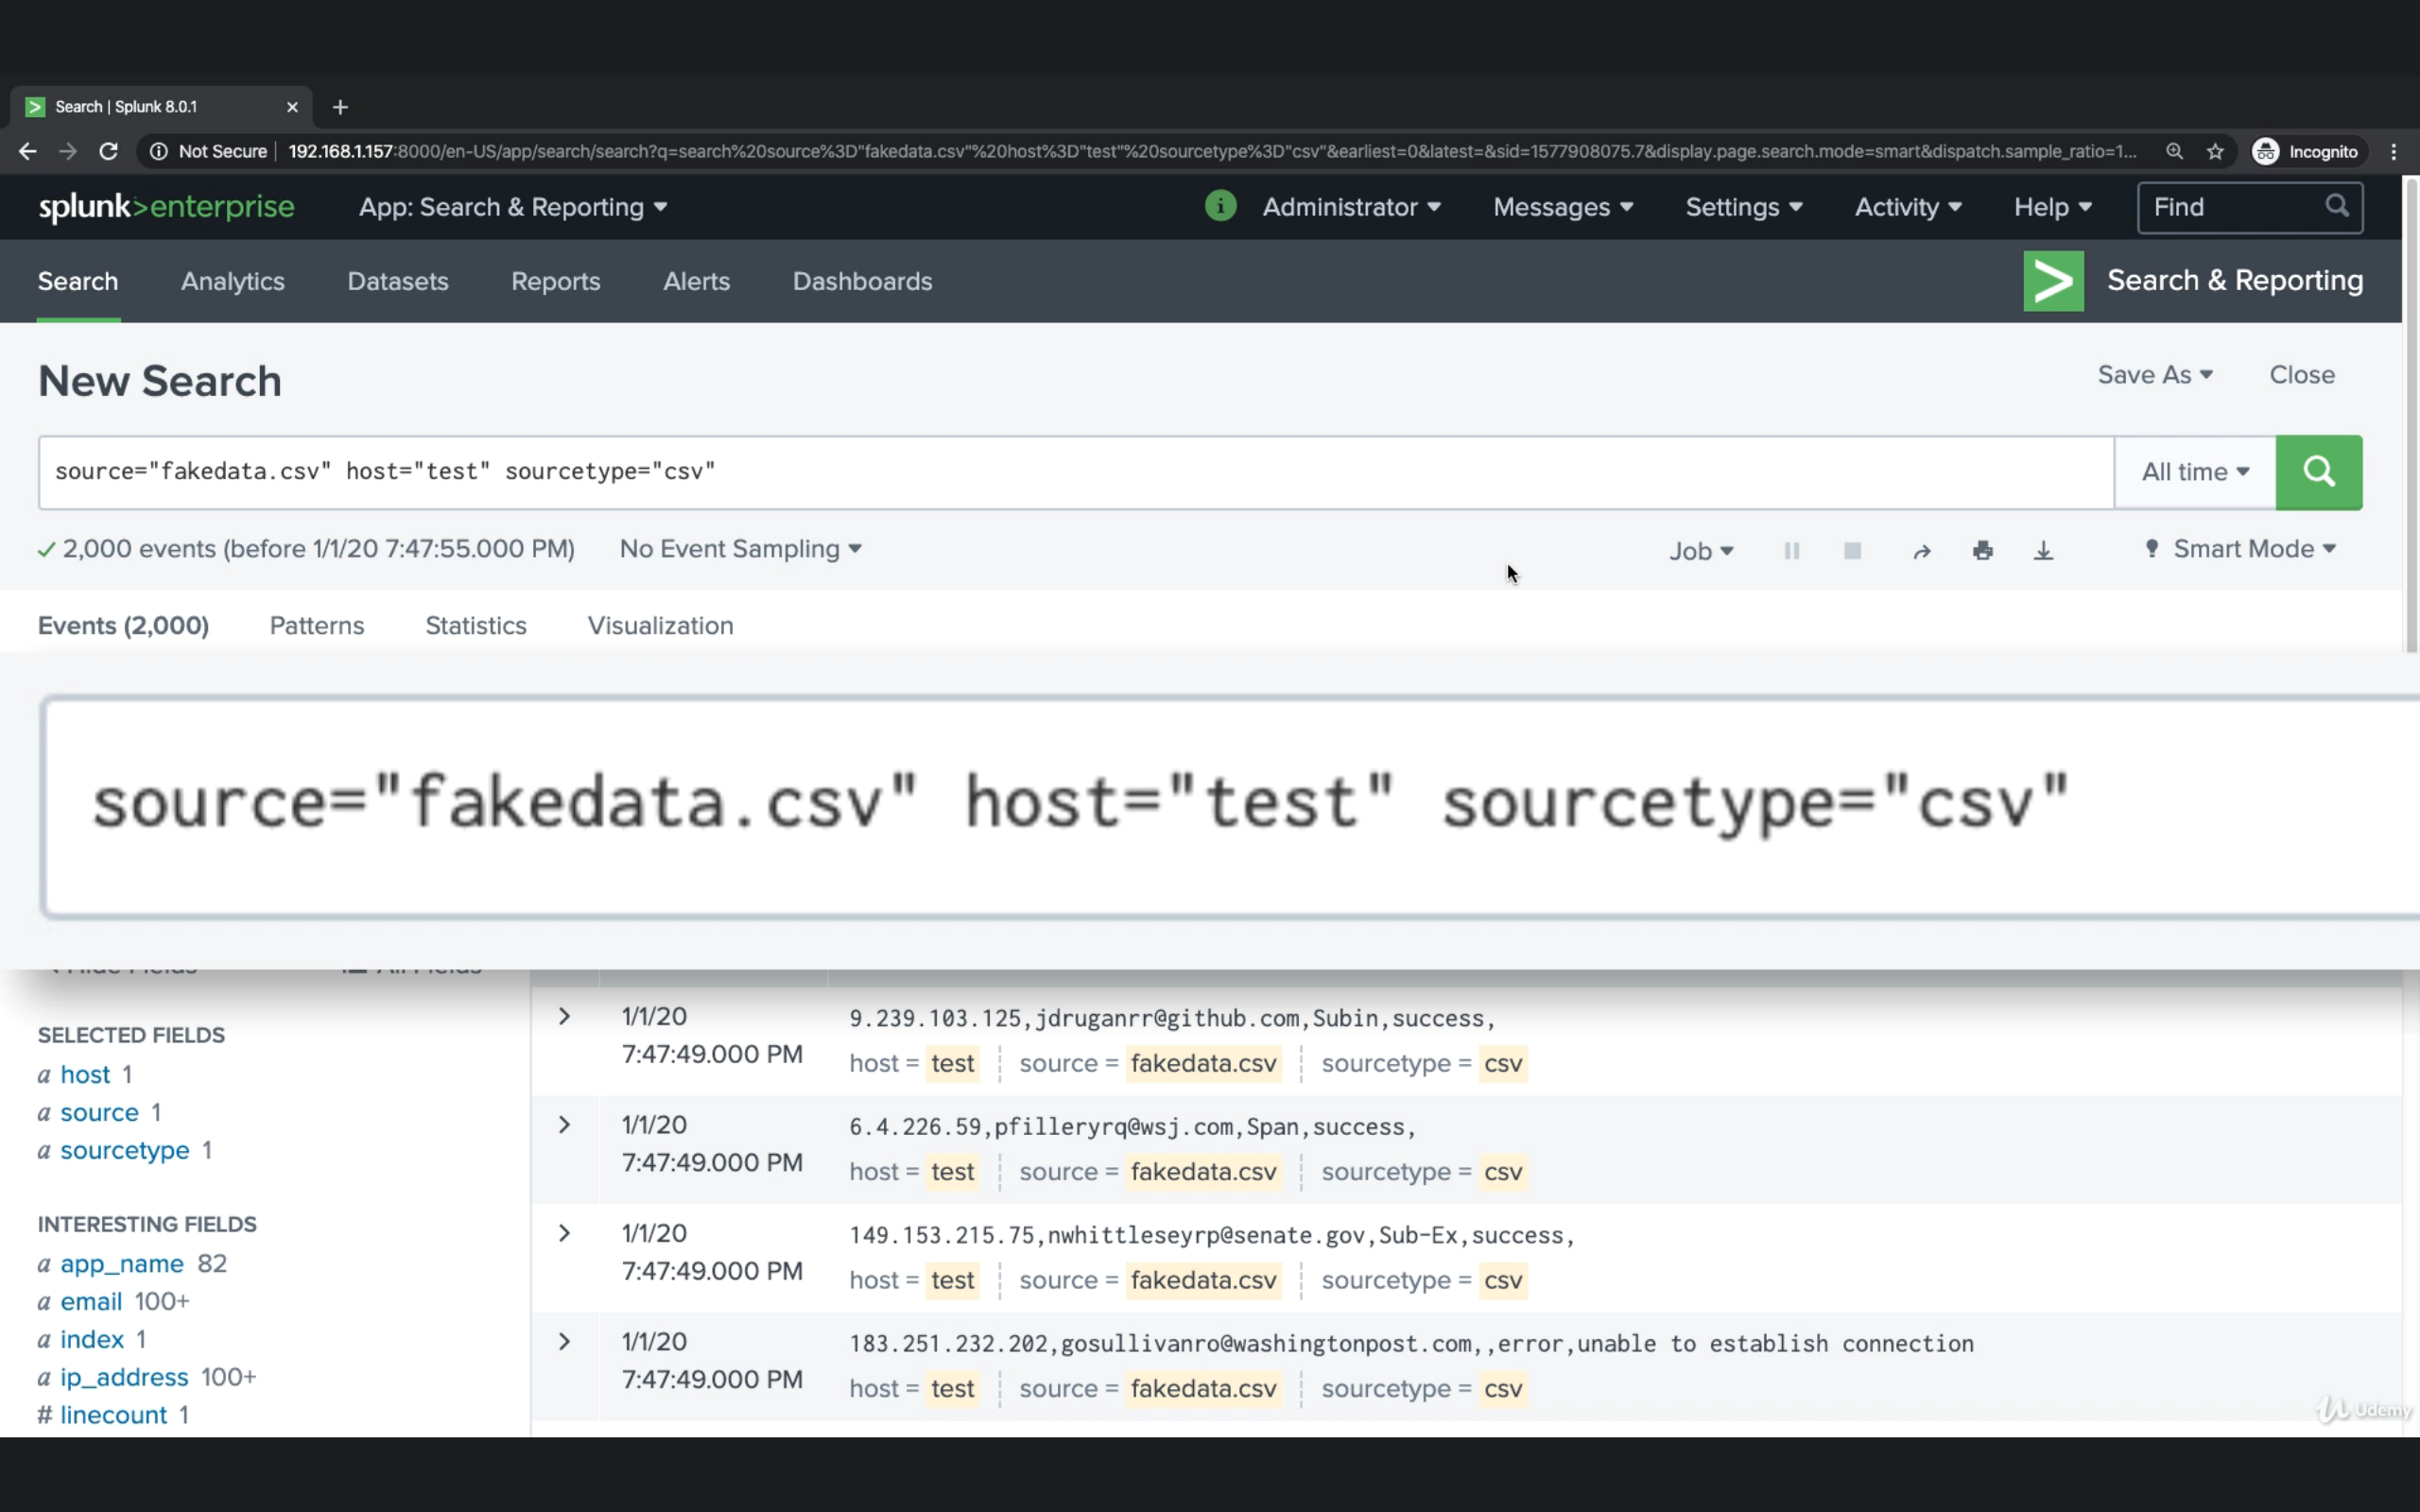 Search | Splunk 8.0.1
Not Secure 192.168.1.157:8000/en-US/app/search/search?q=search%20source%3D"fakedata.csv"%20host%3D"test"%20sourcetype%3D"csv"&earliest=0&latest=&sid=1577908075.7&display.page.search.mode=smart&dispatch.sample_ratio=1... Incognito
splunk>enterprise App: Search & Reporting i Administrator Messages Settings Activity Help Find
Search Analytics Datasets Reports Alerts Dashboards > Search & Reporting
New Search Save As Close
source="fakedata.csv" host="test" sourcetype="csv" All time
2,000 events (before 1/1/20 7:47:55.000 PM) No Event Sampling Job Smart Mode
Events (2,000) Patterns Statistics Visualization
source="fakedata.csv" host="test" sourcetype="csv"
Hide Fields All Fields
SELECTED FIELDS
a host 1
a source 1
a sourcetype 1
INTERESTING FIELDS
a app_name 82
a email 100+
a index 1
a ip_address 100+
# linecount 1
1/1/20 9.239.103.125,jdruganrr@github.com,Subin,success,
7:47:49.000 PM host = test source = fakedata.csv sourcetype = csv
1/1/20 6.4.226.59,pfilleryrq@wsj.com,Span,success,
7:47:49.000 PM host = test source = fakedata.csv sourcetype = csv
1/1/20 149.153.215.75,nwhittleseyrp@senate.gov,Sub-Ex,success,
7:47:49.000 PM host = test source = fakedata.csv sourcetype = csv
1/1/20 183.251.232.202,gosullivanro@washingtonpost.com,,error,unable to establish connection
7:47:49.000 PM host = test source = fakedata.csv sourcetype = csv
Udemy